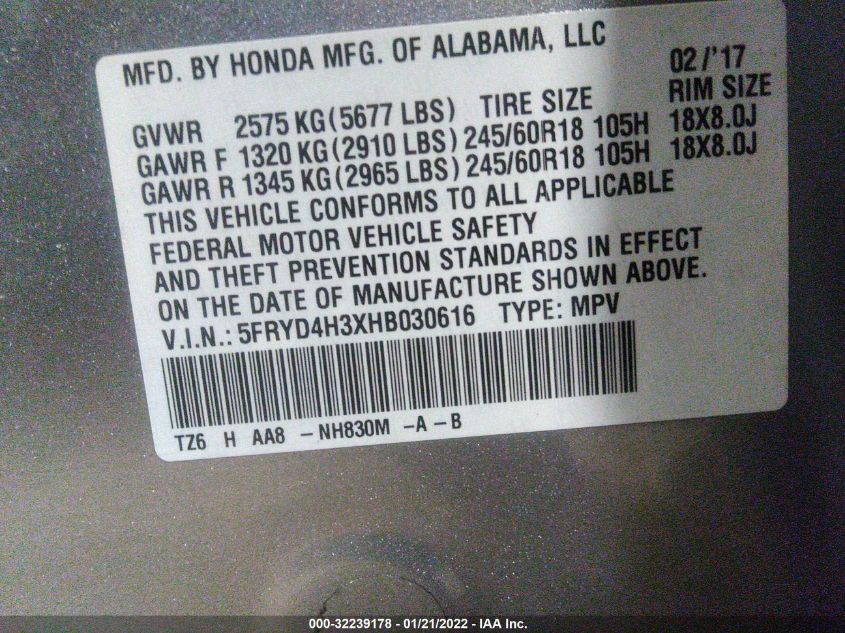 MFD. BY HONDA MFG. OF ALABAMA, LLC 02/'17
GVWR 2575 KG (5677 LBS) TIRE SIZE RIM SIZE
GAWR F 1320 KG (2910 LBS) 245/60R18 105H 18X8.0J
GAWR R 1345 KG (2965 LBS) 245/60R18 105H 18X8.0J
THIS VEHICLE CONFORMS TO ALL APPLICABLE
FEDERAL MOTOR VEHICLE SAFETY
AND THEFT PREVENTION STANDARDS IN EFFECT
ON THE DATE OF MANUFACTURE SHOWN ABOVE.
V.I.N.: 5FRYD4H3XHB030616 TYPE: MPV
TZ6 H AA8 -NH830M -A -B
000-32239178 - 01/21/2022 - IAA Inc.